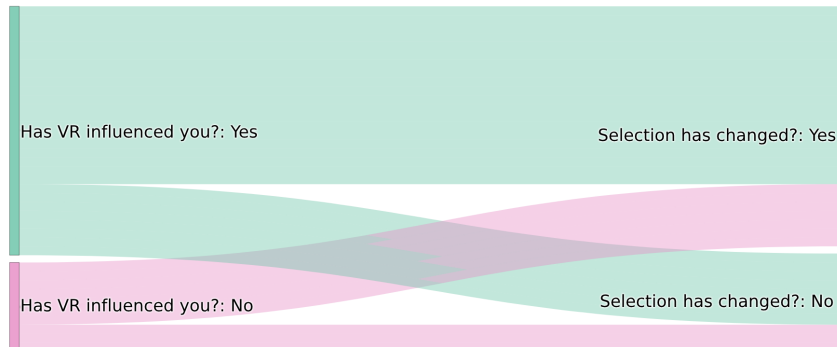 Has VR influenced you?: Yes
Selection has changed?: Yes
Has VR influenced you?: No
Selection has changed?: No